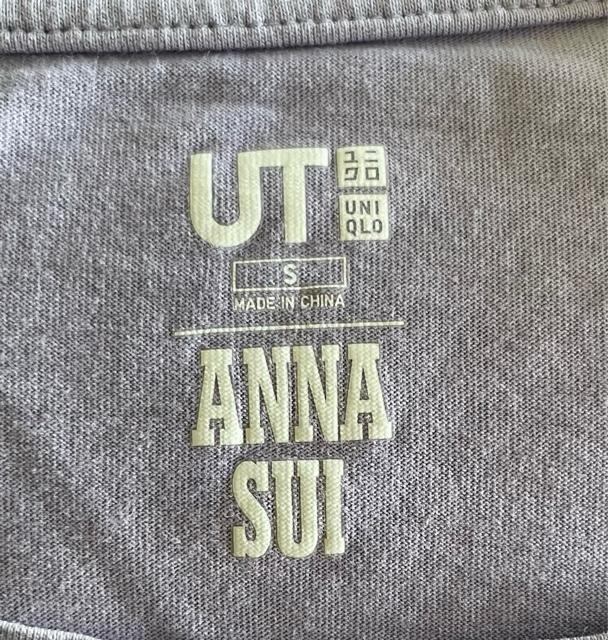 UT
ユニ
クロ
UNI
QLO
S
MADE IN CHINA
ANNA
SUI